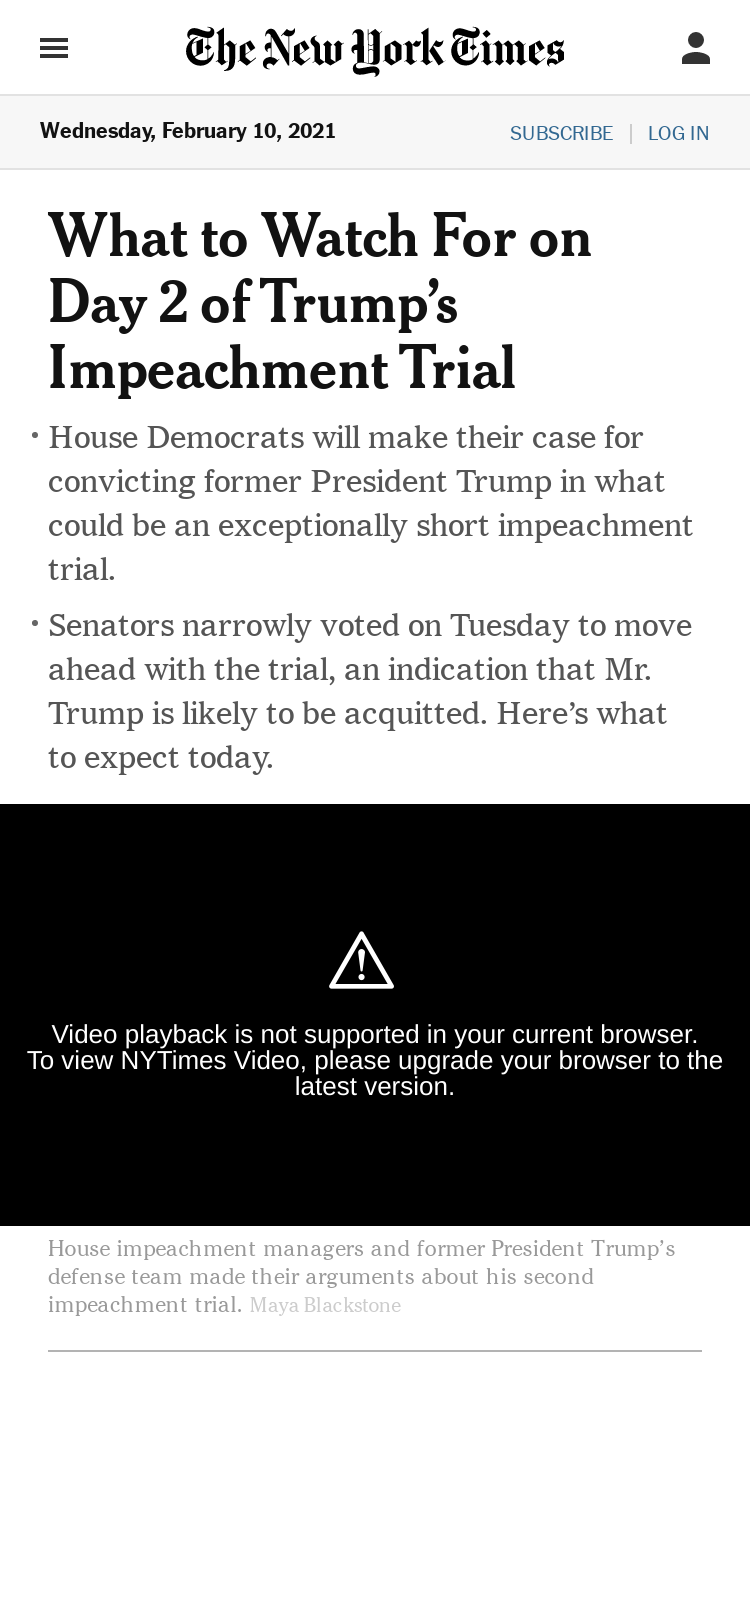 The New York Times
Wednesday, February 10, 2021
SUBSCRIBE | LOG IN
What to Watch For on
Day 2 of Trump’s
Impeachment Trial
• House Democrats will make their case for
convicting former President Trump in what
could be an exceptionally short impeachment
trial.
• Senators narrowly voted on Tuesday to move
ahead with the trial, an indication that Mr.
Trump is likely to be acquitted. Here’s what
to expect today.
Video playback is not supported in your current browser.
To view NYTimes Video, please upgrade your browser to the
latest version.
House impeachment managers and former President Trump’s
defense team made their arguments about his second
impeachment trial. Maya Blackstone